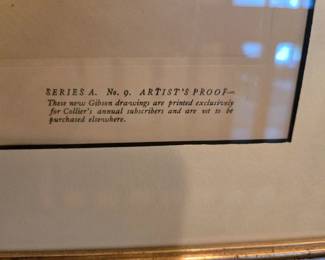 SERIES A. No. 9. ARTIST'S PROOF—
These new Gibson drawings are printed exclusively
for Collier's annual subscribers and are not to be
purchased elsewhere.